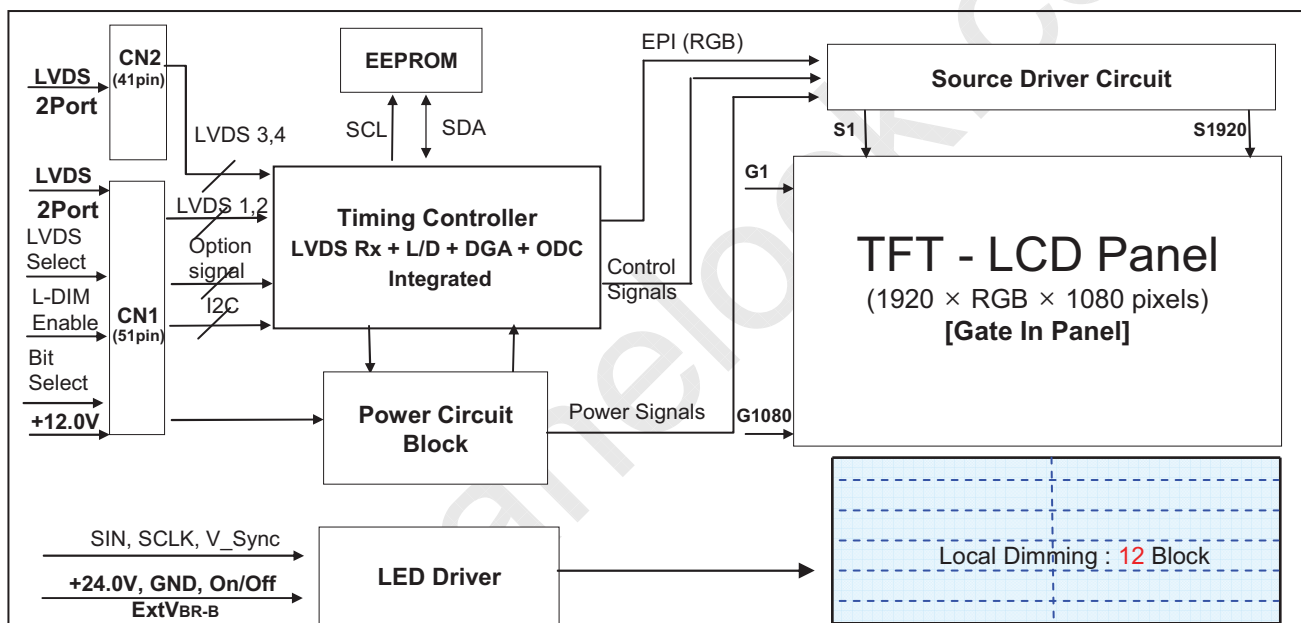 CN2
(41pin)
LVDS
2Port
EEPROM
EPI (RGB)
Source Driver Circuit
SCL
SDA
S1
S1920
LVDS 3,4
LVDS
2Port
LVDS 1,2
LVDS
Select
Option
signal
I2C
L-DIM
Enable
CN1
(51pin)
Bit
Select
+12.0V
Timing Controller
LVDS Rx + L/D + DGA + ODC
Integrated
Control
Signals
G1
TFT - LCD Panel
(1920 × RGB × 1080 pixels)
[Gate In Panel]
G1080
Power Circuit
Block
Power Signals
SIN, SCLK, V_Sync
+24.0V, GND, On/Off
ExtVBR-B
LED Driver
Local Dimming : 12 Block